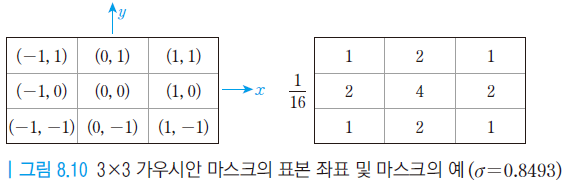 y
(−1, 1) (0, 1) (1, 1)
(−1, 0) (0, 0) (1, 0)
(−1, −1) (0, −1) (1, −1)
x
1/16
1 2 1
2 4 2
1 2 1
| 그림 8.10 3×3 가우시안 마스크의 표본 좌표 및 마스크의 예 (σ=0.8493)